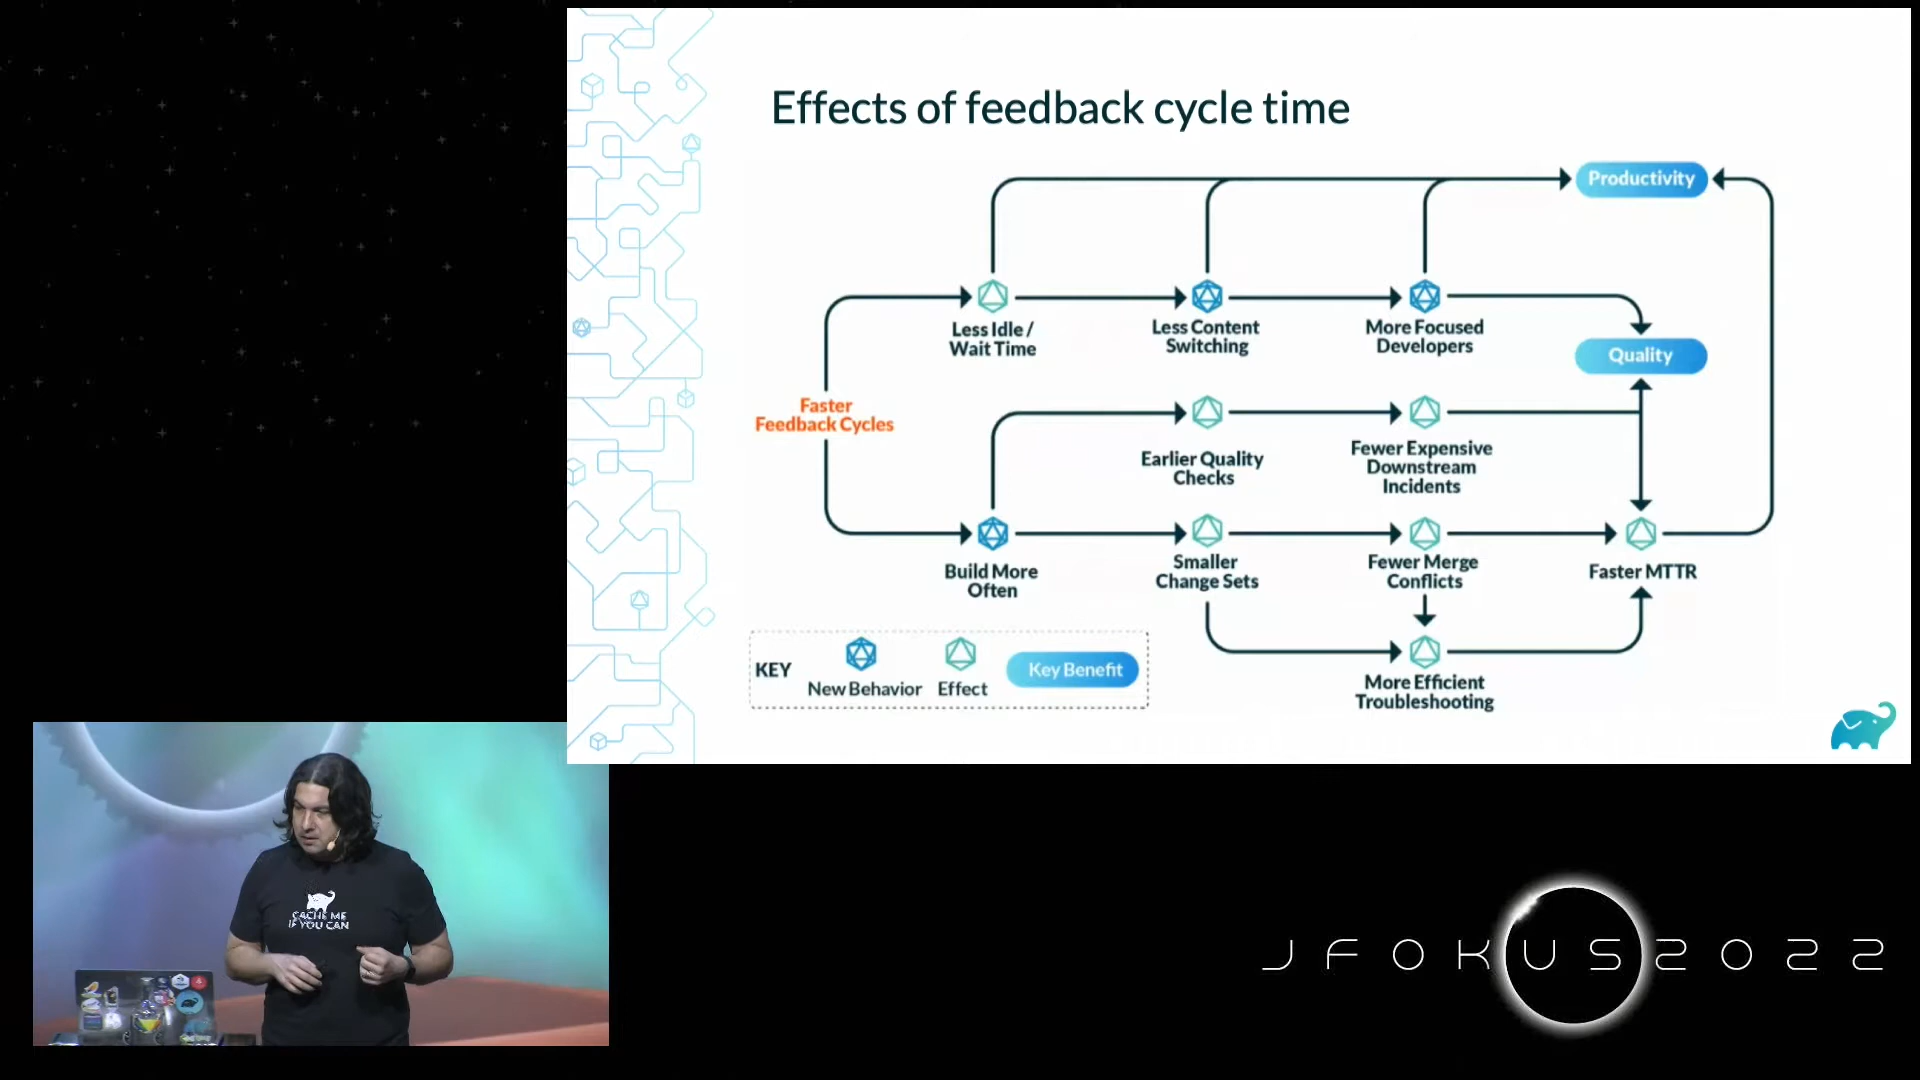 Effects of feedback cycle time
Productivity
Less Idle /
Wait Time
Less Content
Switching
More Focused
Developers
Quality
Faster
Feedback Cycles
Earlier Quality
Checks
Fewer Expensive
Downstream
Incidents
Build More
Often
Smaller
Change Sets
Fewer Merge
Conflicts
Faster MTTR
More Efficient
Troubleshooting
KEY
New Behavior
Effect
Key Benefit
CACHE ME
IF YOU CAN
JFOKUS2022